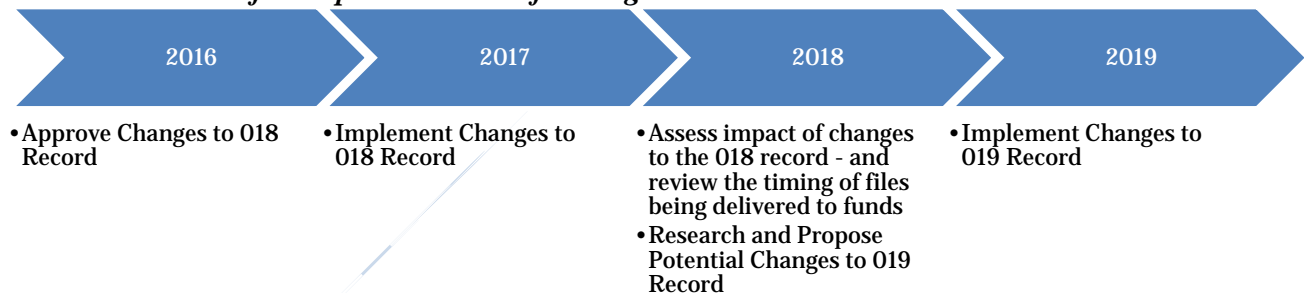 2016
2017
2018
2019
•Approve Changes to 018
Record
•Implement Changes to
018 Record
•Assess impact of changes
to the 018 record - and
review the timing of files
being delivered to funds
•Research and Propose
Potential Changes to 019
Record
•Implement Changes to
019 Record